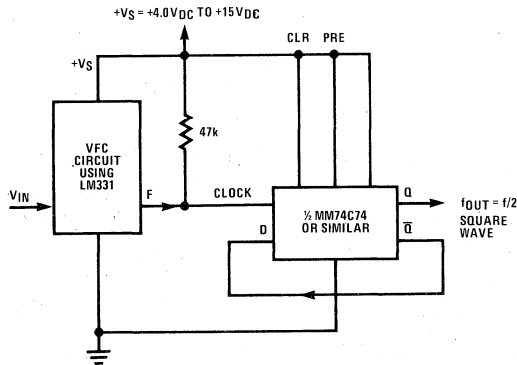 +VS = +4.0VDC TO +15VDC
CLR PRE
+VS
47k
VFC
CIRCUIT
USING
LM331
VIN
F
CLOCK
Q
fOUT = f/2
SQUARE
WAVE
½ MM74C74
OR SIMILAR
D
Q̅